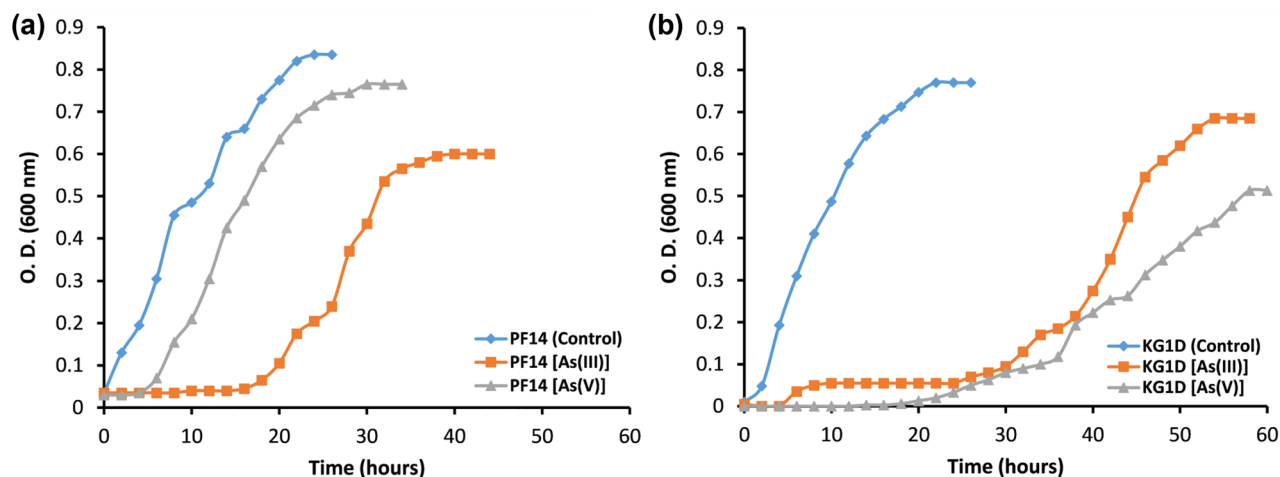 (a)
0.9
0.8
0.7
0.6
0.5
0.4
0.3
0.2
0.1
0
O. D. (600 nm)
PF14 (Control)
PF14 [As(III)]
PF14 [As(V)]
0 10 20 30 40 50 60
Time (hours)
(b)
0.9
0.8
0.7
0.6
0.5
0.4
0.3
0.2
0.1
0
O. D. (600 nm)
KG1D (Control)
KG1D [As(III)]
KG1D [As(V)]
0 10 20 30 40 50 60
Time (hours)